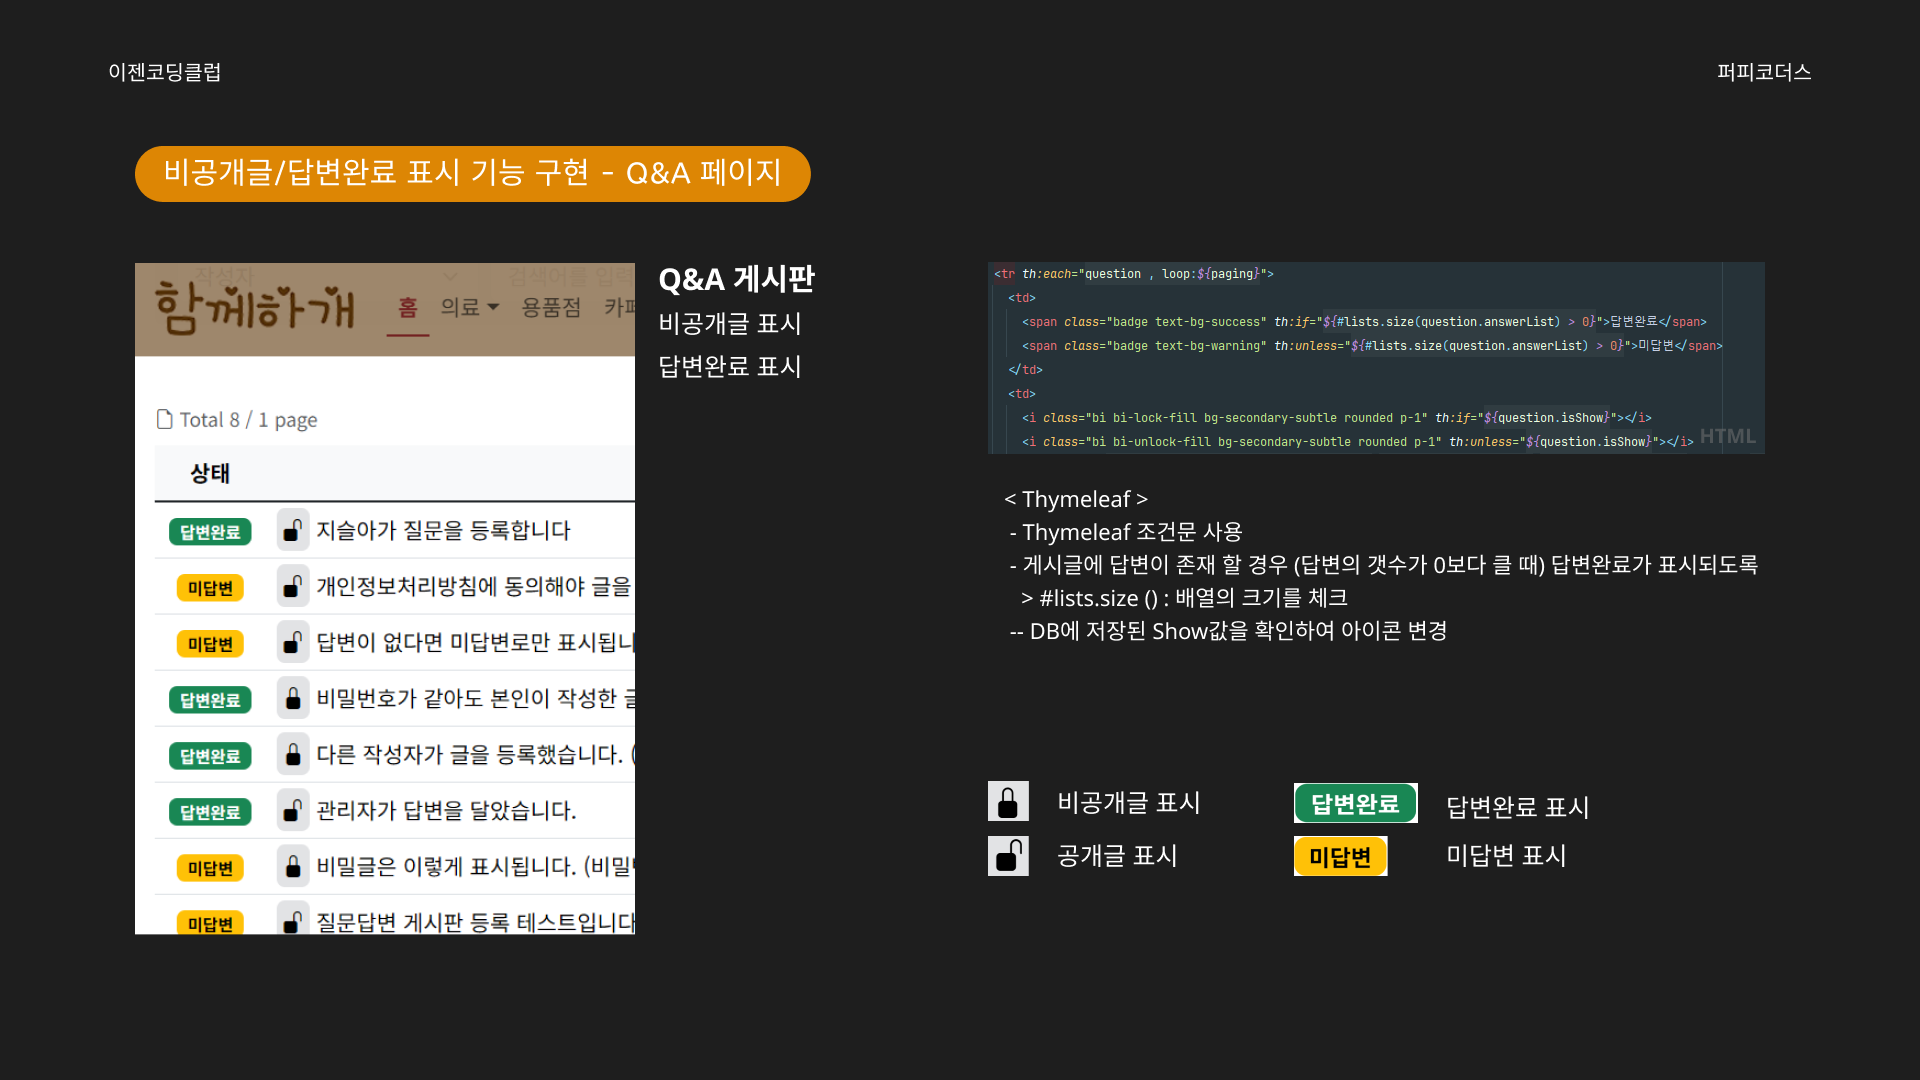 이젠코딩클럽
퍼피코더스
비공개글/답변완료 표시 기능 구현 - Q&A 페이지
작성자
검색어를 입력
함께하개
홈 의료 용품점 카페
Total 8 / 1 page
상태
답변완료 지슬아가 질문을 등록합니다
미답변 개인정보처리방침에 동의해야 글을
미답변 답변이 없다면 미답변로만 표시됩니
답변완료 비밀번호가 같아도 본인이 작성한 글
답변완료 다른 작성자가 글을 등록했습니다. (
답변완료 관리자가 답변을 달았습니다.
미답변 비밀글은 이렇게 표시됩니다. (비밀
미답변 질문답변 게시판 등록 테스트입니다
Q&A 게시판
비공개글 표시
답변완료 표시
<tr th:each="question , loop:${paging}">
<td>
<span class="badge text-bg-success" th:if="${#lists.size(question.answerList) > 0}">답변완료</span>
<span class="badge text-bg-warning" th:unless="${#lists.size(question.answerList) > 0}">미답변</span>
</td>
<td>
<i class="bi bi-lock-fill bg-secondary-subtle rounded p-1" th:if="${question.isShow}"></i>
<i class="bi bi-unlock-fill bg-secondary-subtle rounded p-1" th:unless="${question.isShow}"></i>
HTML
< Thymeleaf >
- Thymeleaf 조건문 사용
- 게시글에 답변이 존재 할 경우 (답변의 갯수가 0보다 클 때) 답변완료가 표시되도록
> #lists.size () : 배열의 크기를 체크
-- DB에 저장된 Show값을 확인하여 아이콘 변경
비공개글 표시
답변완료 답변완료 표시
공개글 표시
미답변 미답변 표시